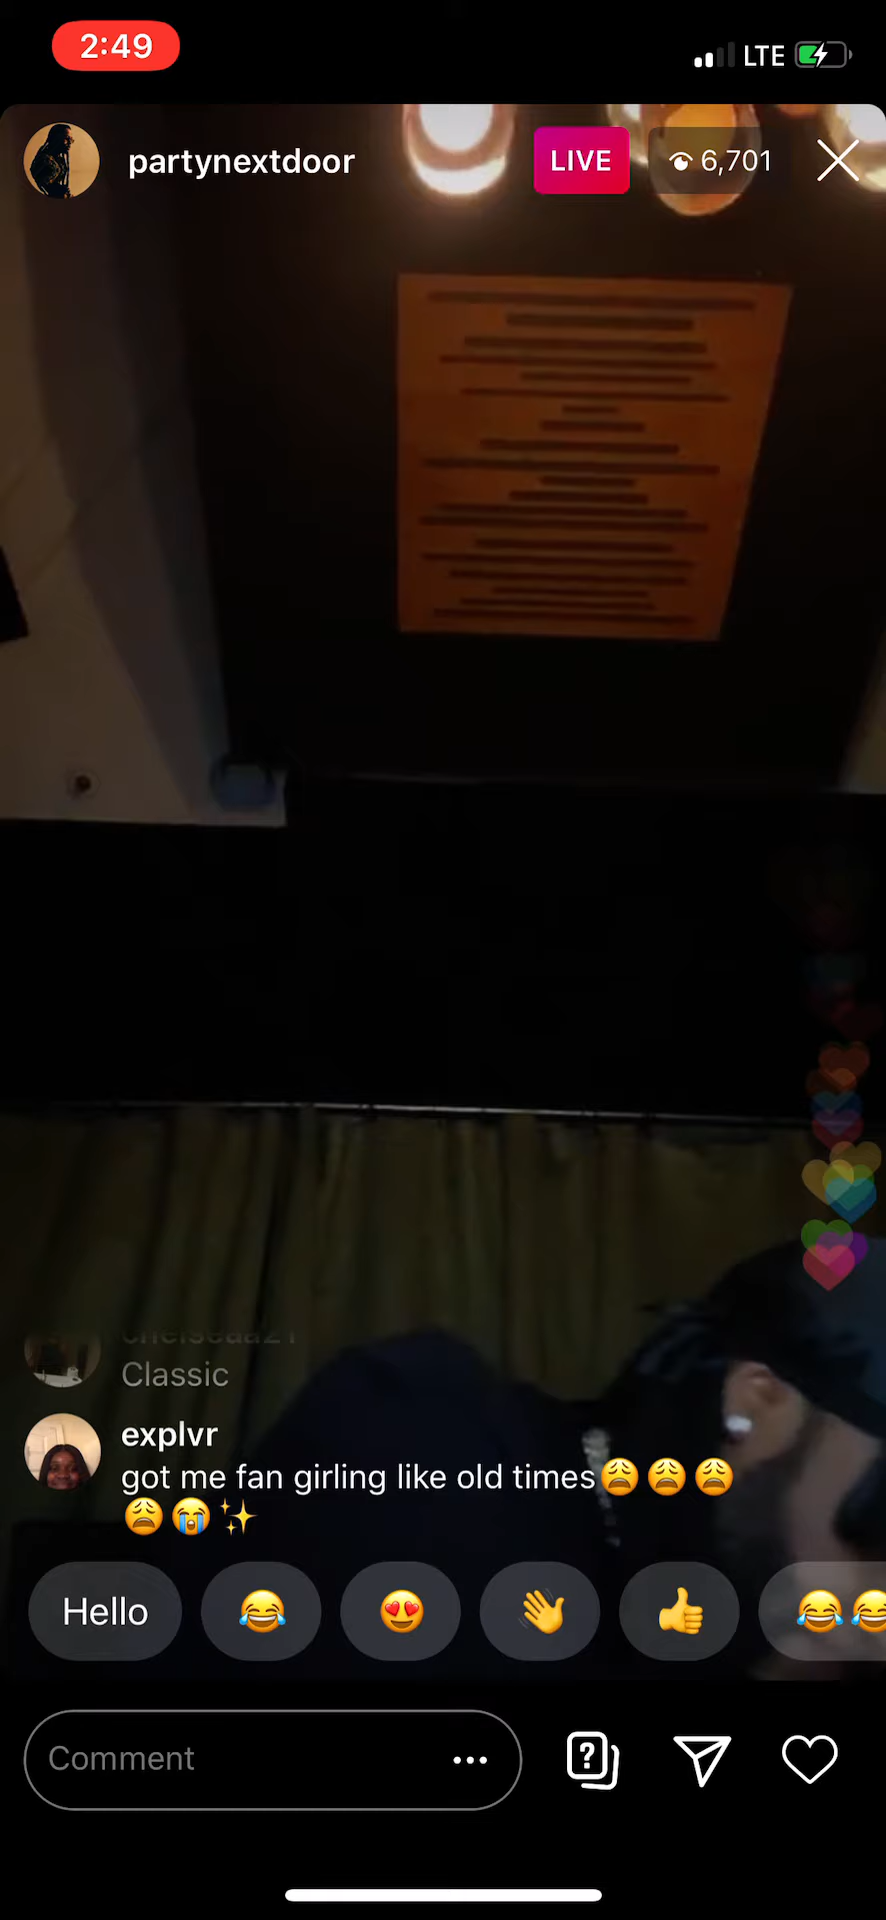 2:49
LTE
partynextdoor
LIVE
6,701
Classic
explvr
got me fan girling like old times😩😩😩
😩😭✨
Hello
Comment